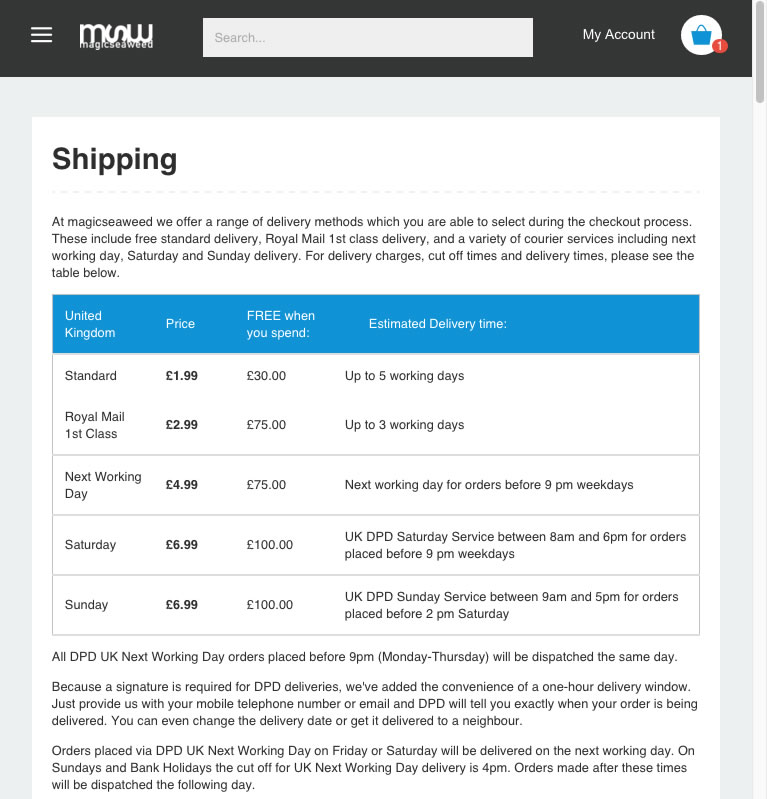 msw
magicseaweed
Search...
My Account
1
Shipping
At magicseaweed we offer a range of delivery methods which you are able to select during the checkout process.
These include free standard delivery, Royal Mail 1st class delivery, and a variety of courier services including next
working day, Saturday and Sunday delivery. For delivery charges, cut off times and delivery times, please see the
table below.
United Kingdom Price FREE when you spend: Estimated Delivery time:
Standard £1.99 £30.00 Up to 5 working days
Royal Mail 1st Class £2.99 £75.00 Up to 3 working days
Next Working Day £4.99 £75.00 Next working day for orders before 9 pm weekdays
Saturday £6.99 £100.00 UK DPD Saturday Service between 8am and 6pm for orders
placed before 9 pm weekdays
Sunday £6.99 £100.00 UK DPD Sunday Service between 9am and 5pm for orders
placed before 2 pm Saturday
All DPD UK Next Working Day orders placed before 9pm (Monday-Thursday) will be dispatched the same day.
Because a signature is required for DPD deliveries, we've added the convenience of a one-hour delivery window.
Just provide us with your mobile telephone number or email and DPD will tell you exactly when your order is being
delivered. You can even change the delivery date or get it delivered to a neighbour.
Orders placed via DPD UK Next Working Day on Friday or Saturday will be delivered on the next working day. On
Sundays and Bank Holidays the cut off for UK Next Working Day delivery is 4pm. Orders made after these times
will be dispatched the following day.